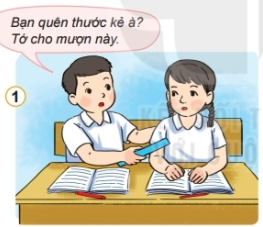 Bạn quên thước kẻ à?
Tớ cho mượn này.
1